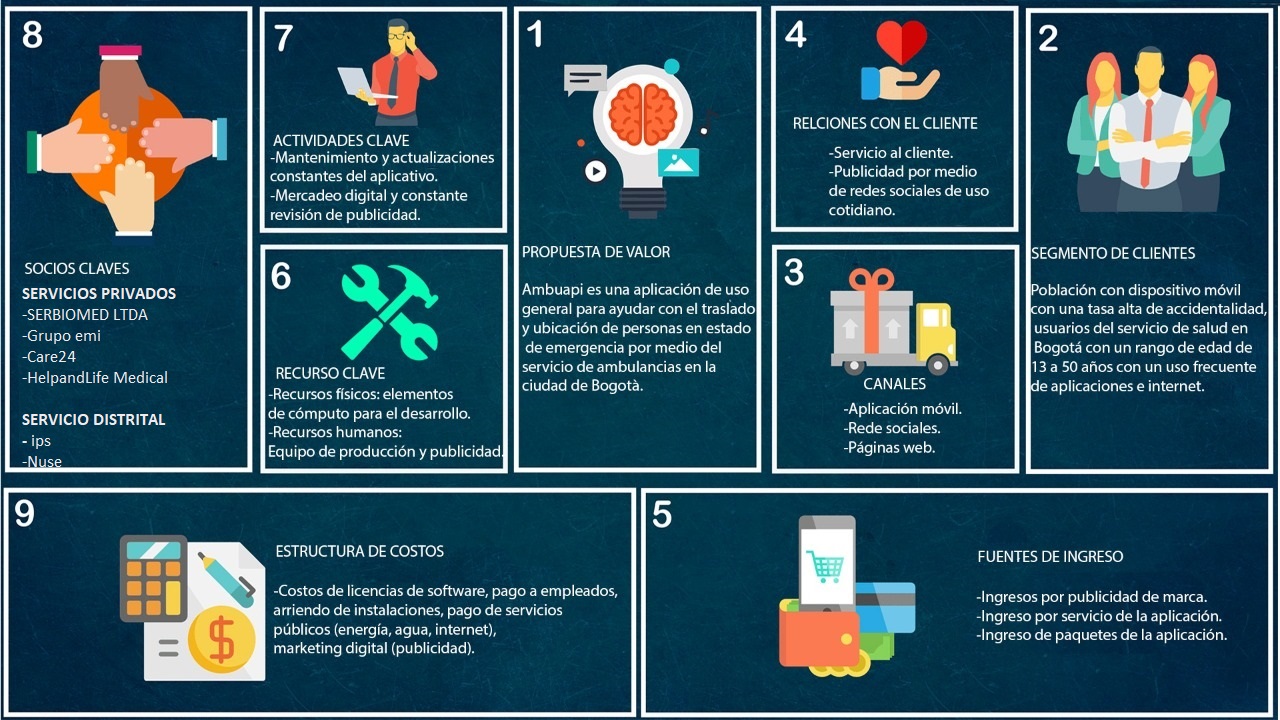 8
SOCIOS CLAVES
SERVICIOS PRIVADOS
-SERBIOMED LTDA
-Grupo emi
-Care24
-HelpandLife Medical
SERVICIO DISTRITAL
- ips
-Nuse
7
ACTIVIDADES CLAVE
-Mantenimiento y actualizaciones
constantes del aplicativo.
-Mercadeo digital y constante
revisión de publicidad.
6
RECURSO CLAVE
-Recursos físicos: elementos
de cómputo para el desarrollo.
-Recursos humanos:
Equipo de producción y publicidad.
1
PROPUESTA DE VALOR
Ambuapi es una aplicación de uso
general para ayudar con el traslado
y ubicación de personas en estado
de emergencia por medio del
servicio de ambulancias en la
ciudad de Bogotà.
4
RELCIONES CON EL CLIENTE
-Servicio al cliente.
-Publicidad por medio
de redes sociales de uso
cotidiano.
3
CANALES
-Aplicación móvil.
-Rede sociales.
-Páginas web.
2
SEGMENTO DE CLIENTES
Población con dispositivo móvil
con una tasa alta de accidentalidad,
usuarios del servicio de salud en
Bogotá con un rango de edad de
13 a 50 años con un uso frecuente
de aplicaciones e internet.
9
ESTRUCTURA DE COSTOS
-Costos de licencias de software, pago a empleados,
arriendo de instalaciones, pago de servicios
públicos (energía, agua, internet),
marketing digital (publicidad).
$
5
FUENTES DE INGRESO
-Ingresos por publicidad de marca.
-Ingreso por servicio de la aplicación.
-Ingreso de paquetes de la aplicación.